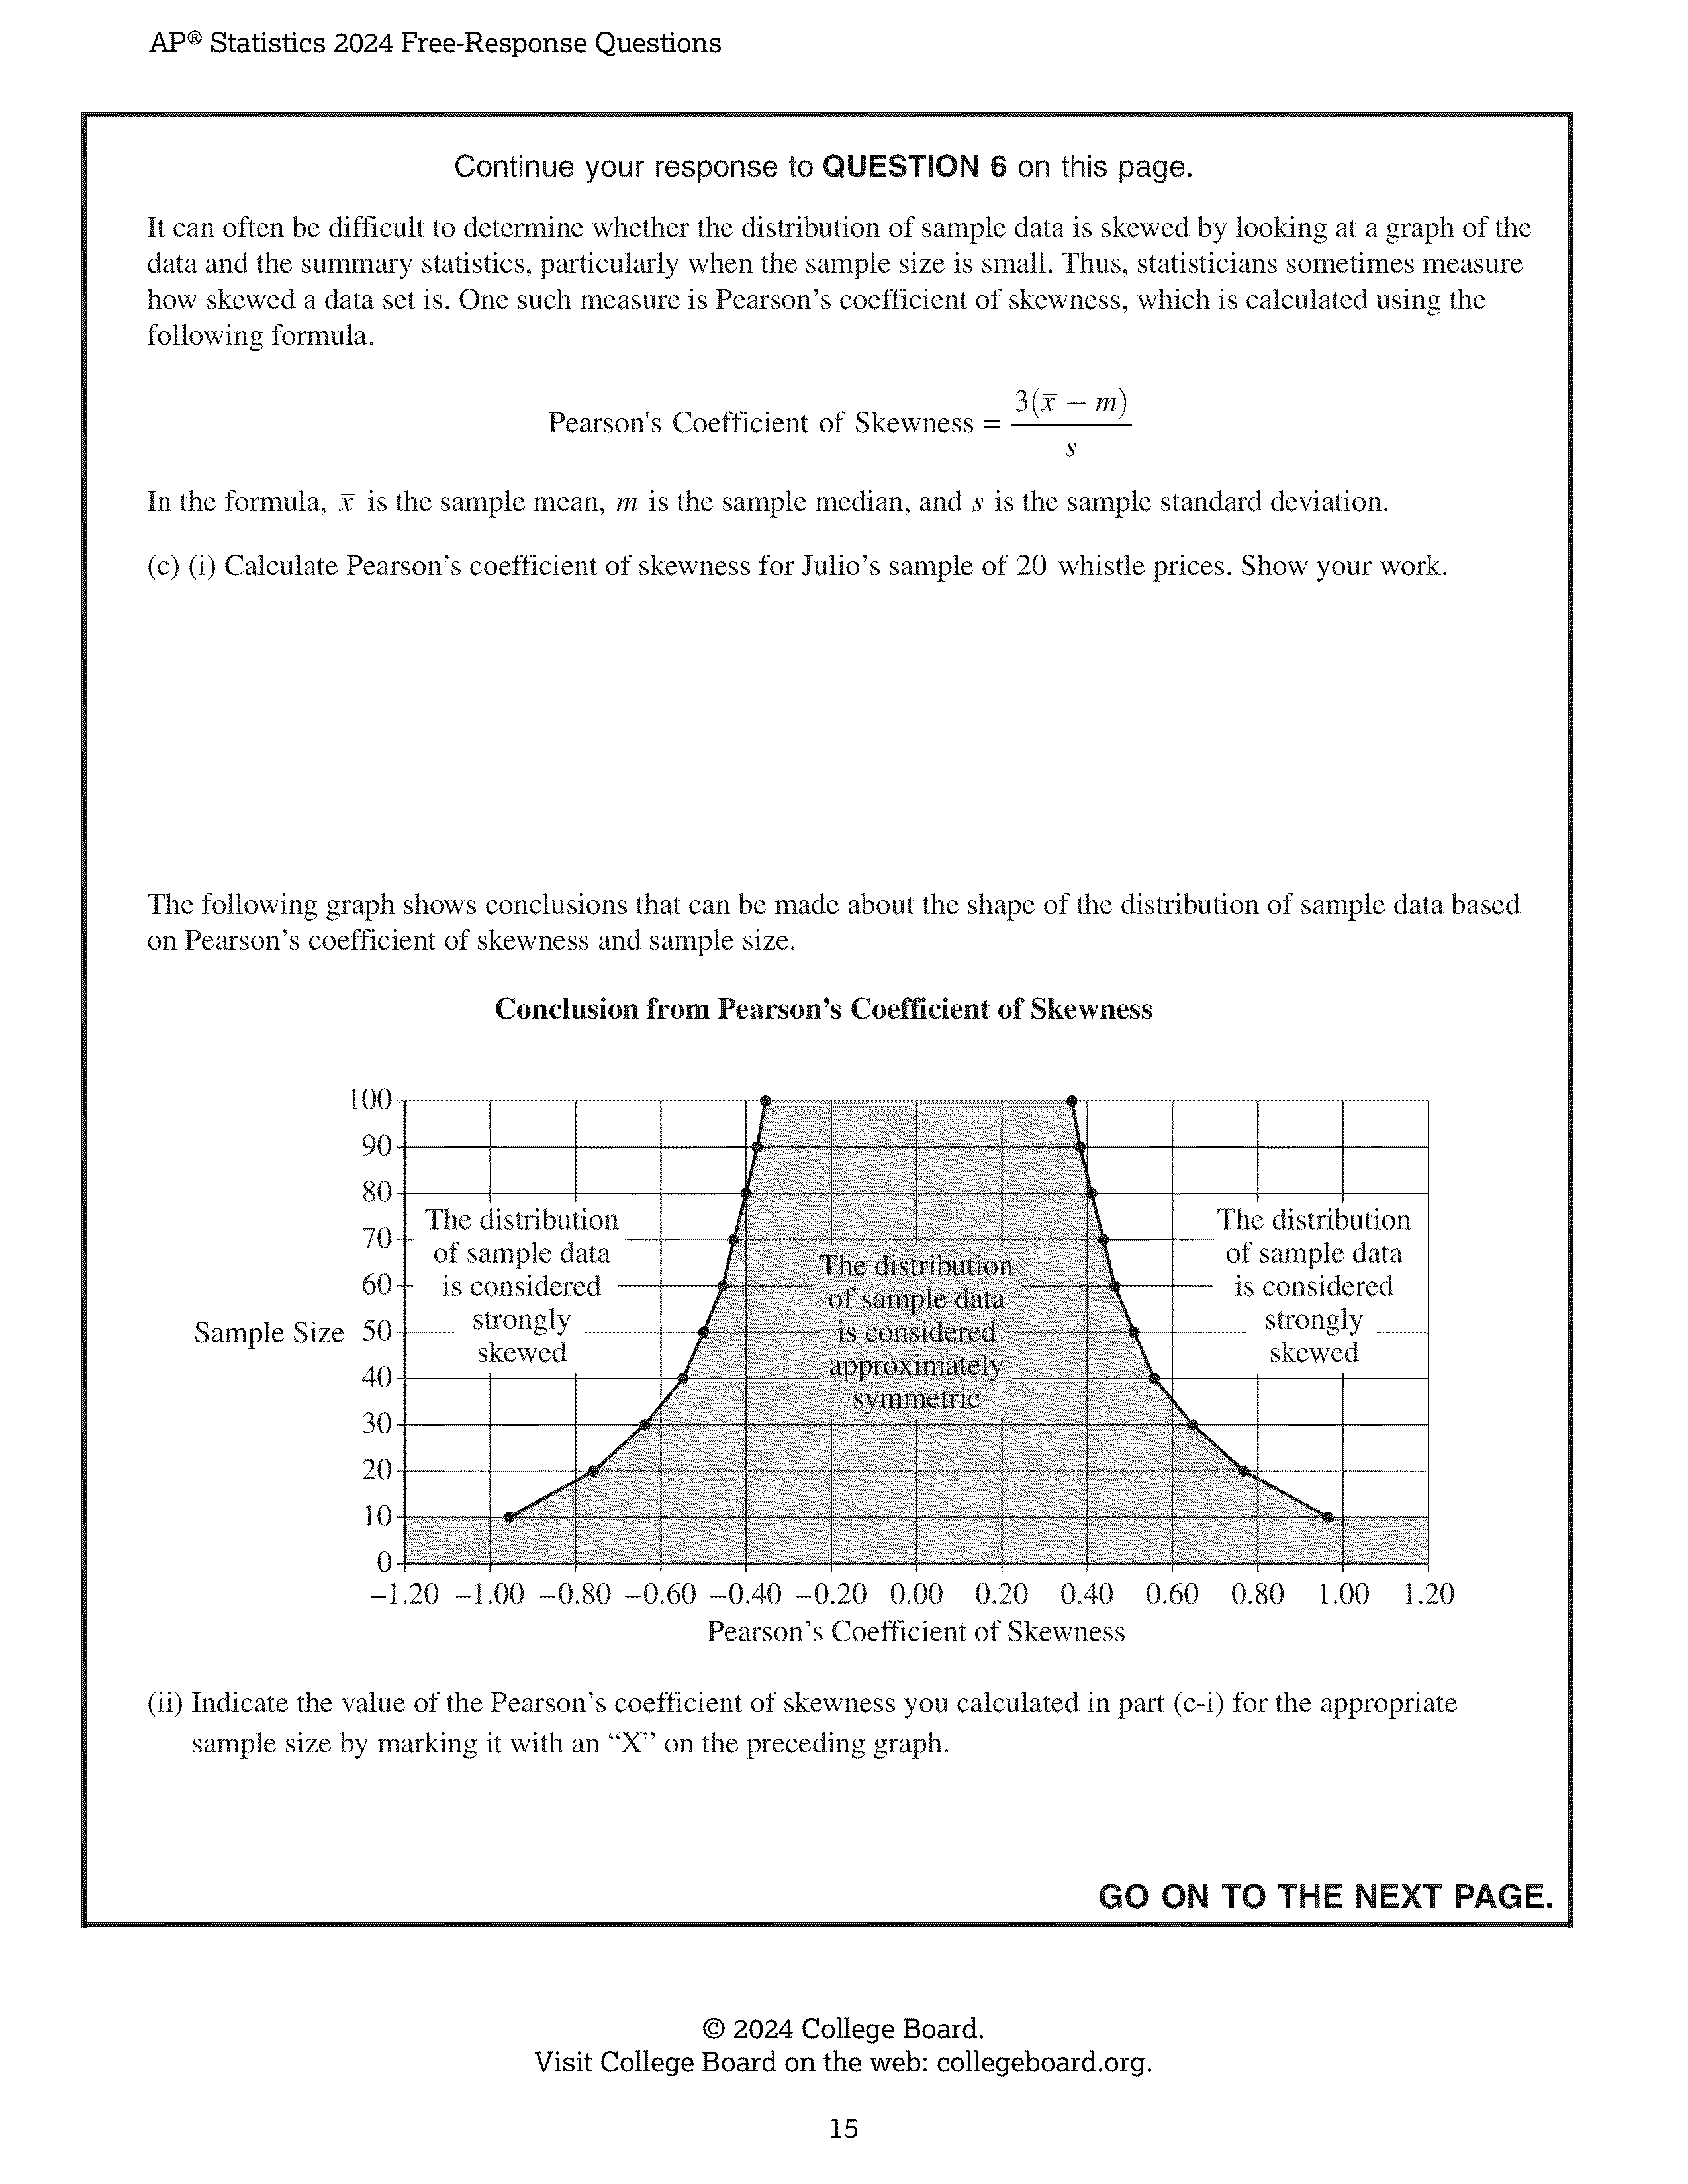 AP® Statistics 2024 Free-Response Questions
Continue your response to QUESTION 6 on this page.
It can often be difficult to determine whether the distribution of sample data is skewed by looking at a graph of the
data and the summary statistics, particularly when the sample size is small. Thus, statisticians sometimes measure
how skewed a data set is. One such measure is Pearson’s coefficient of skewness, which is calculated using the
following formula.
Pearson's Coefficient of Skewness = 3(x̅ − m) / s
In the formula, x̅ is the sample mean, m is the sample median, and s is the sample standard deviation.
(c) (i) Calculate Pearson’s coefficient of skewness for Julio’s sample of 20 whistle prices. Show your work.
The following graph shows conclusions that can be made about the shape of the distribution of sample data based
on Pearson’s coefficient of skewness and sample size.
Conclusion from Pearson’s Coefficient of Skewness
100
90
80
70
60
Sample Size 50
40
30
20
10
0
The distribution
of sample data
is considered
strongly
skewed
The distribution
of sample data
is considered
approximately
symmetric
The distribution
of sample data
is considered
strongly
skewed
−1.20 −1.00 −0.80 −0.60 −0.40 −0.20 0.00 0.20 0.40 0.60 0.80 1.00 1.20
Pearson’s Coefficient of Skewness
(ii) Indicate the value of the Pearson’s coefficient of skewness you calculated in part (c-i) for the appropriate
sample size by marking it with an “X” on the preceding graph.
GO ON TO THE NEXT PAGE.
© 2024 College Board.
Visit College Board on the web: collegeboard.org.
15